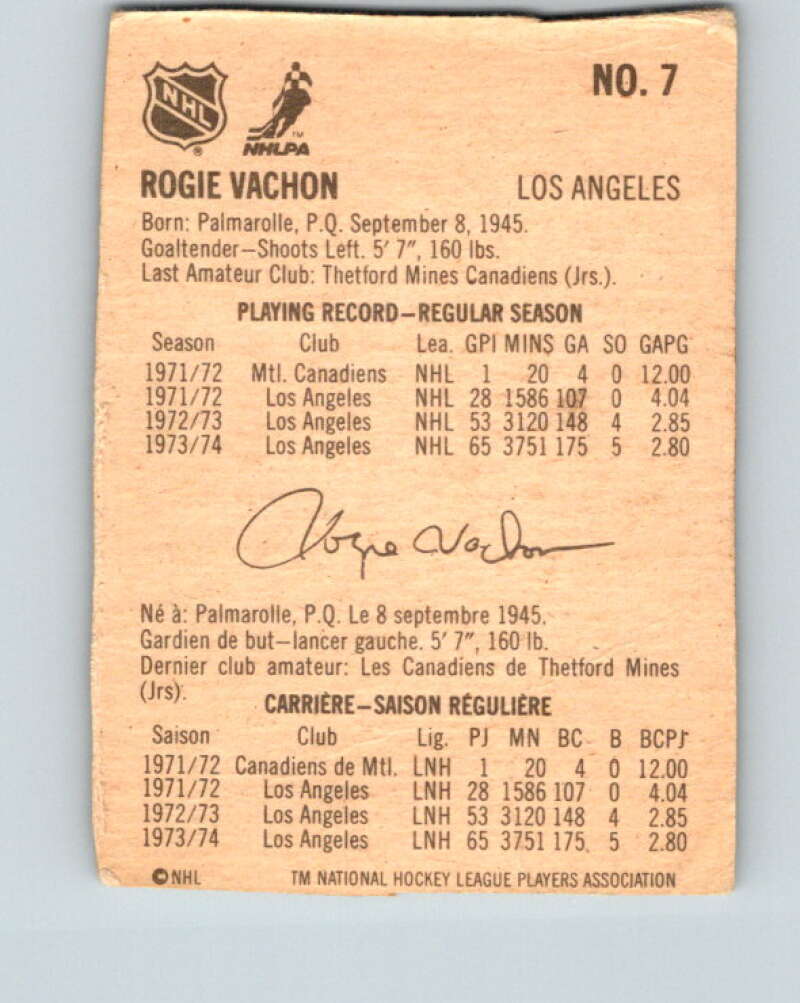 NO. 7
NHL
®
TM
NHLPA
ROGIE VACHON LOS ANGELES
Born: Palmarolle, P.Q. September 8, 1945.
Goaltender—Shoots Left. 5′ 7″, 160 lbs.
Last Amateur Club: Thetford Mines Canadiens (Jrs.).
PLAYING RECORD—REGULAR SEASON
Season Club Lea. GPI MINS GA SO GAPG
1971/72 Mtl. Canadiens NHL 1 20 4 0 12.00
1971/72 Los Angeles NHL 28 1586 107 0 4.04
1972/73 Los Angeles NHL 53 3120 148 4 2.85
1973/74 Los Angeles NHL 65 3751 175 5 2.80
Rogie Vachon
Né à: Palmarolle, P.Q. Le 8 septembre 1945.
Gardien de but—lancer gauche. 5′ 7″, 160 lb.
Dernier club amateur: Les Canadiens de Thetford Mines
(Jrs).
CARRIÈRE—SAISON RÉGULIÈRE
Saison Club Lig. PJ MN BC B BCPJ
1971/72 Canadiens de Mtl. LNH 1 20 4 0 12.00
1971/72 Los Angeles LNH 28 1586 107 0 4.04
1972/73 Los Angeles LNH 53 3120 148 4 2.85
1973/74 Los Angeles LNH 65 3751 175 5 2.80
©NHL TM NATIONAL HOCKEY LEAGUE PLAYERS ASSOCIATION